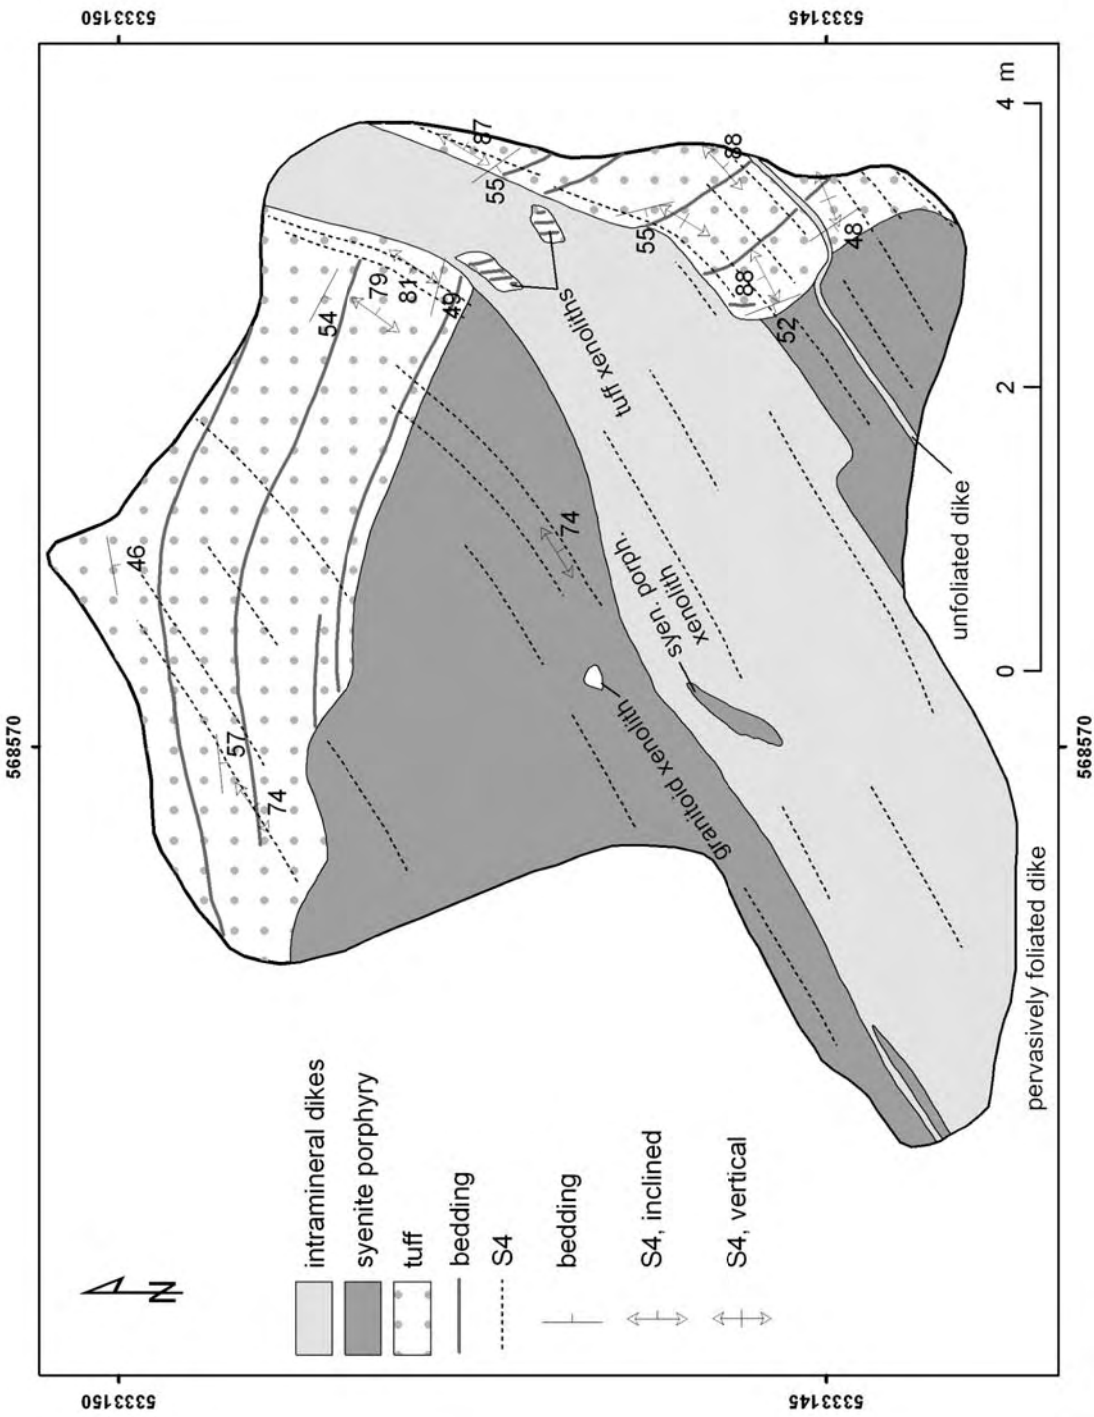 5333150
5333145
4 m
2
0
568570
568570
5333150
5333145
87
55
88
55
48
88
52
79
81
54
49
46
57
74
74
tuff xenoliths
syen. porph.
xenolith
granitoid xenolith
unfoliated dike
pervasively foliated dike
intramineral dikes
syenite porphyry
tuff
bedding
S4
bedding
S4, inclined
S4, vertical
N